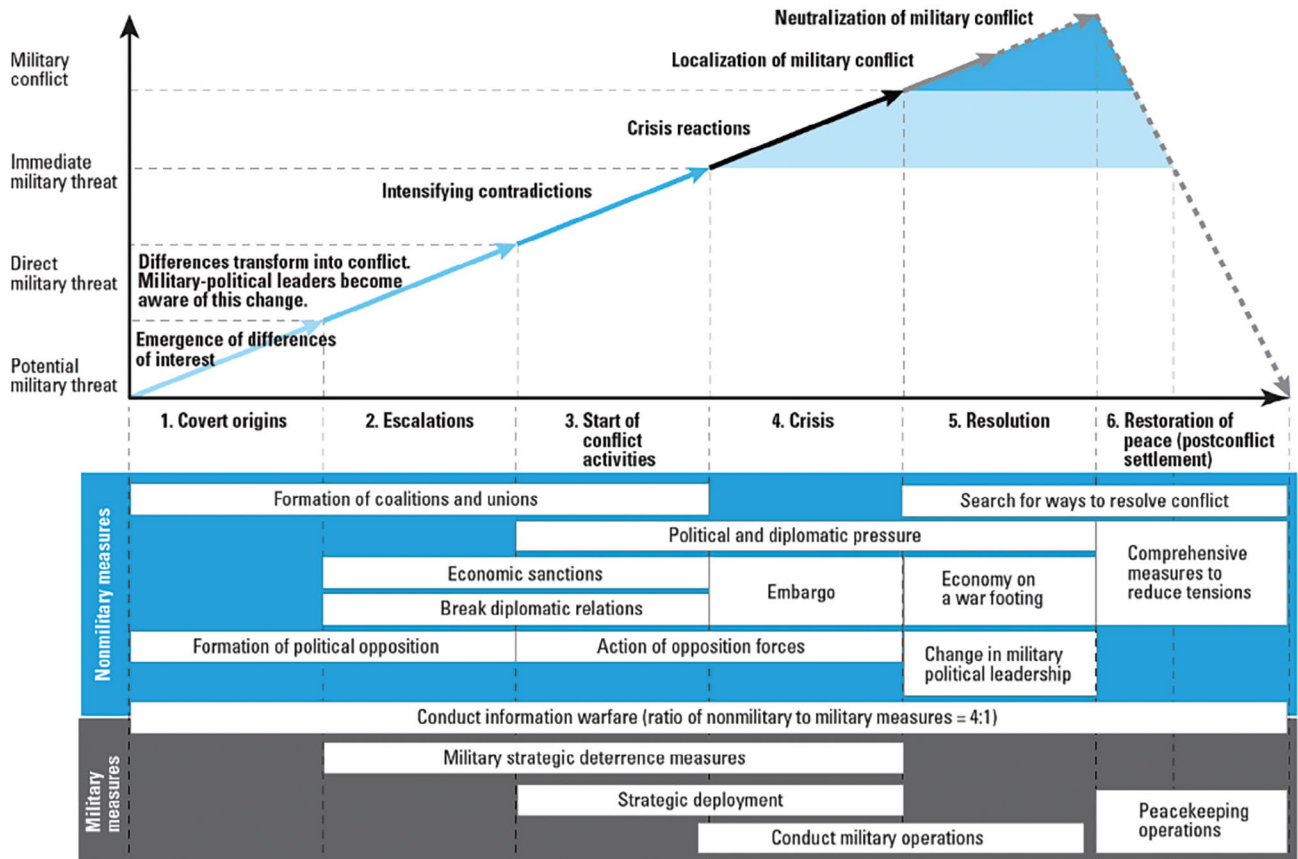 Neutralization of military conflict
Military
conflict
Localization of military conflict
Crisis reactions
Immediate
military threat
Intensifying contradictions
Direct
military threat
Differences transform into conflict.
Military-political leaders become
aware of this change.
Emergence of differences
of interest
Potential
military threat
1. Covert origins
2. Escalations
3. Start of
conflict
activities
4. Crisis
5. Resolution
6. Restoration of
peace (postconflict
settlement)
Nonmilitary measures
Formation of coalitions and unions
Search for ways to resolve conflict
Political and diplomatic pressure
Economic sanctions
Break diplomatic relations
Embargo
Economy on
a war footing
Comprehensive
measures to
reduce tensions
Formation of political opposition
Action of opposition forces
Change in military
political leadership
Conduct information warfare (ratio of nonmilitary to military measures = 4:1)
Military
measures
Military strategic deterrence measures
Strategic deployment
Conduct military operations
Peacekeeping
operations